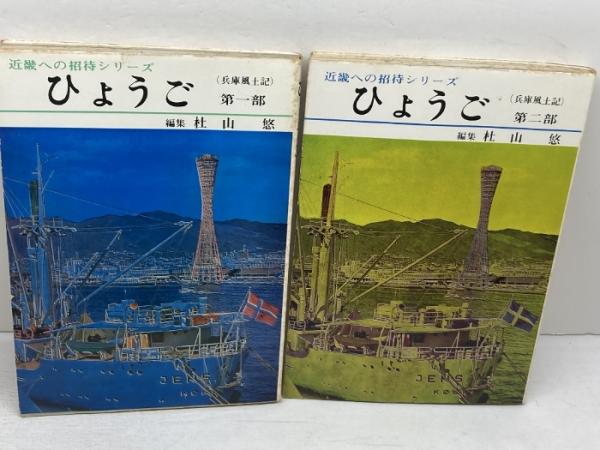 近畿への招待シリーズ
ひょうご
(兵庫風土記)
第一部
編集 杜山悠
JENS
近畿への招待シリーズ
ひょうご
(兵庫風土記)
第二部
編集 杜山悠
JENS